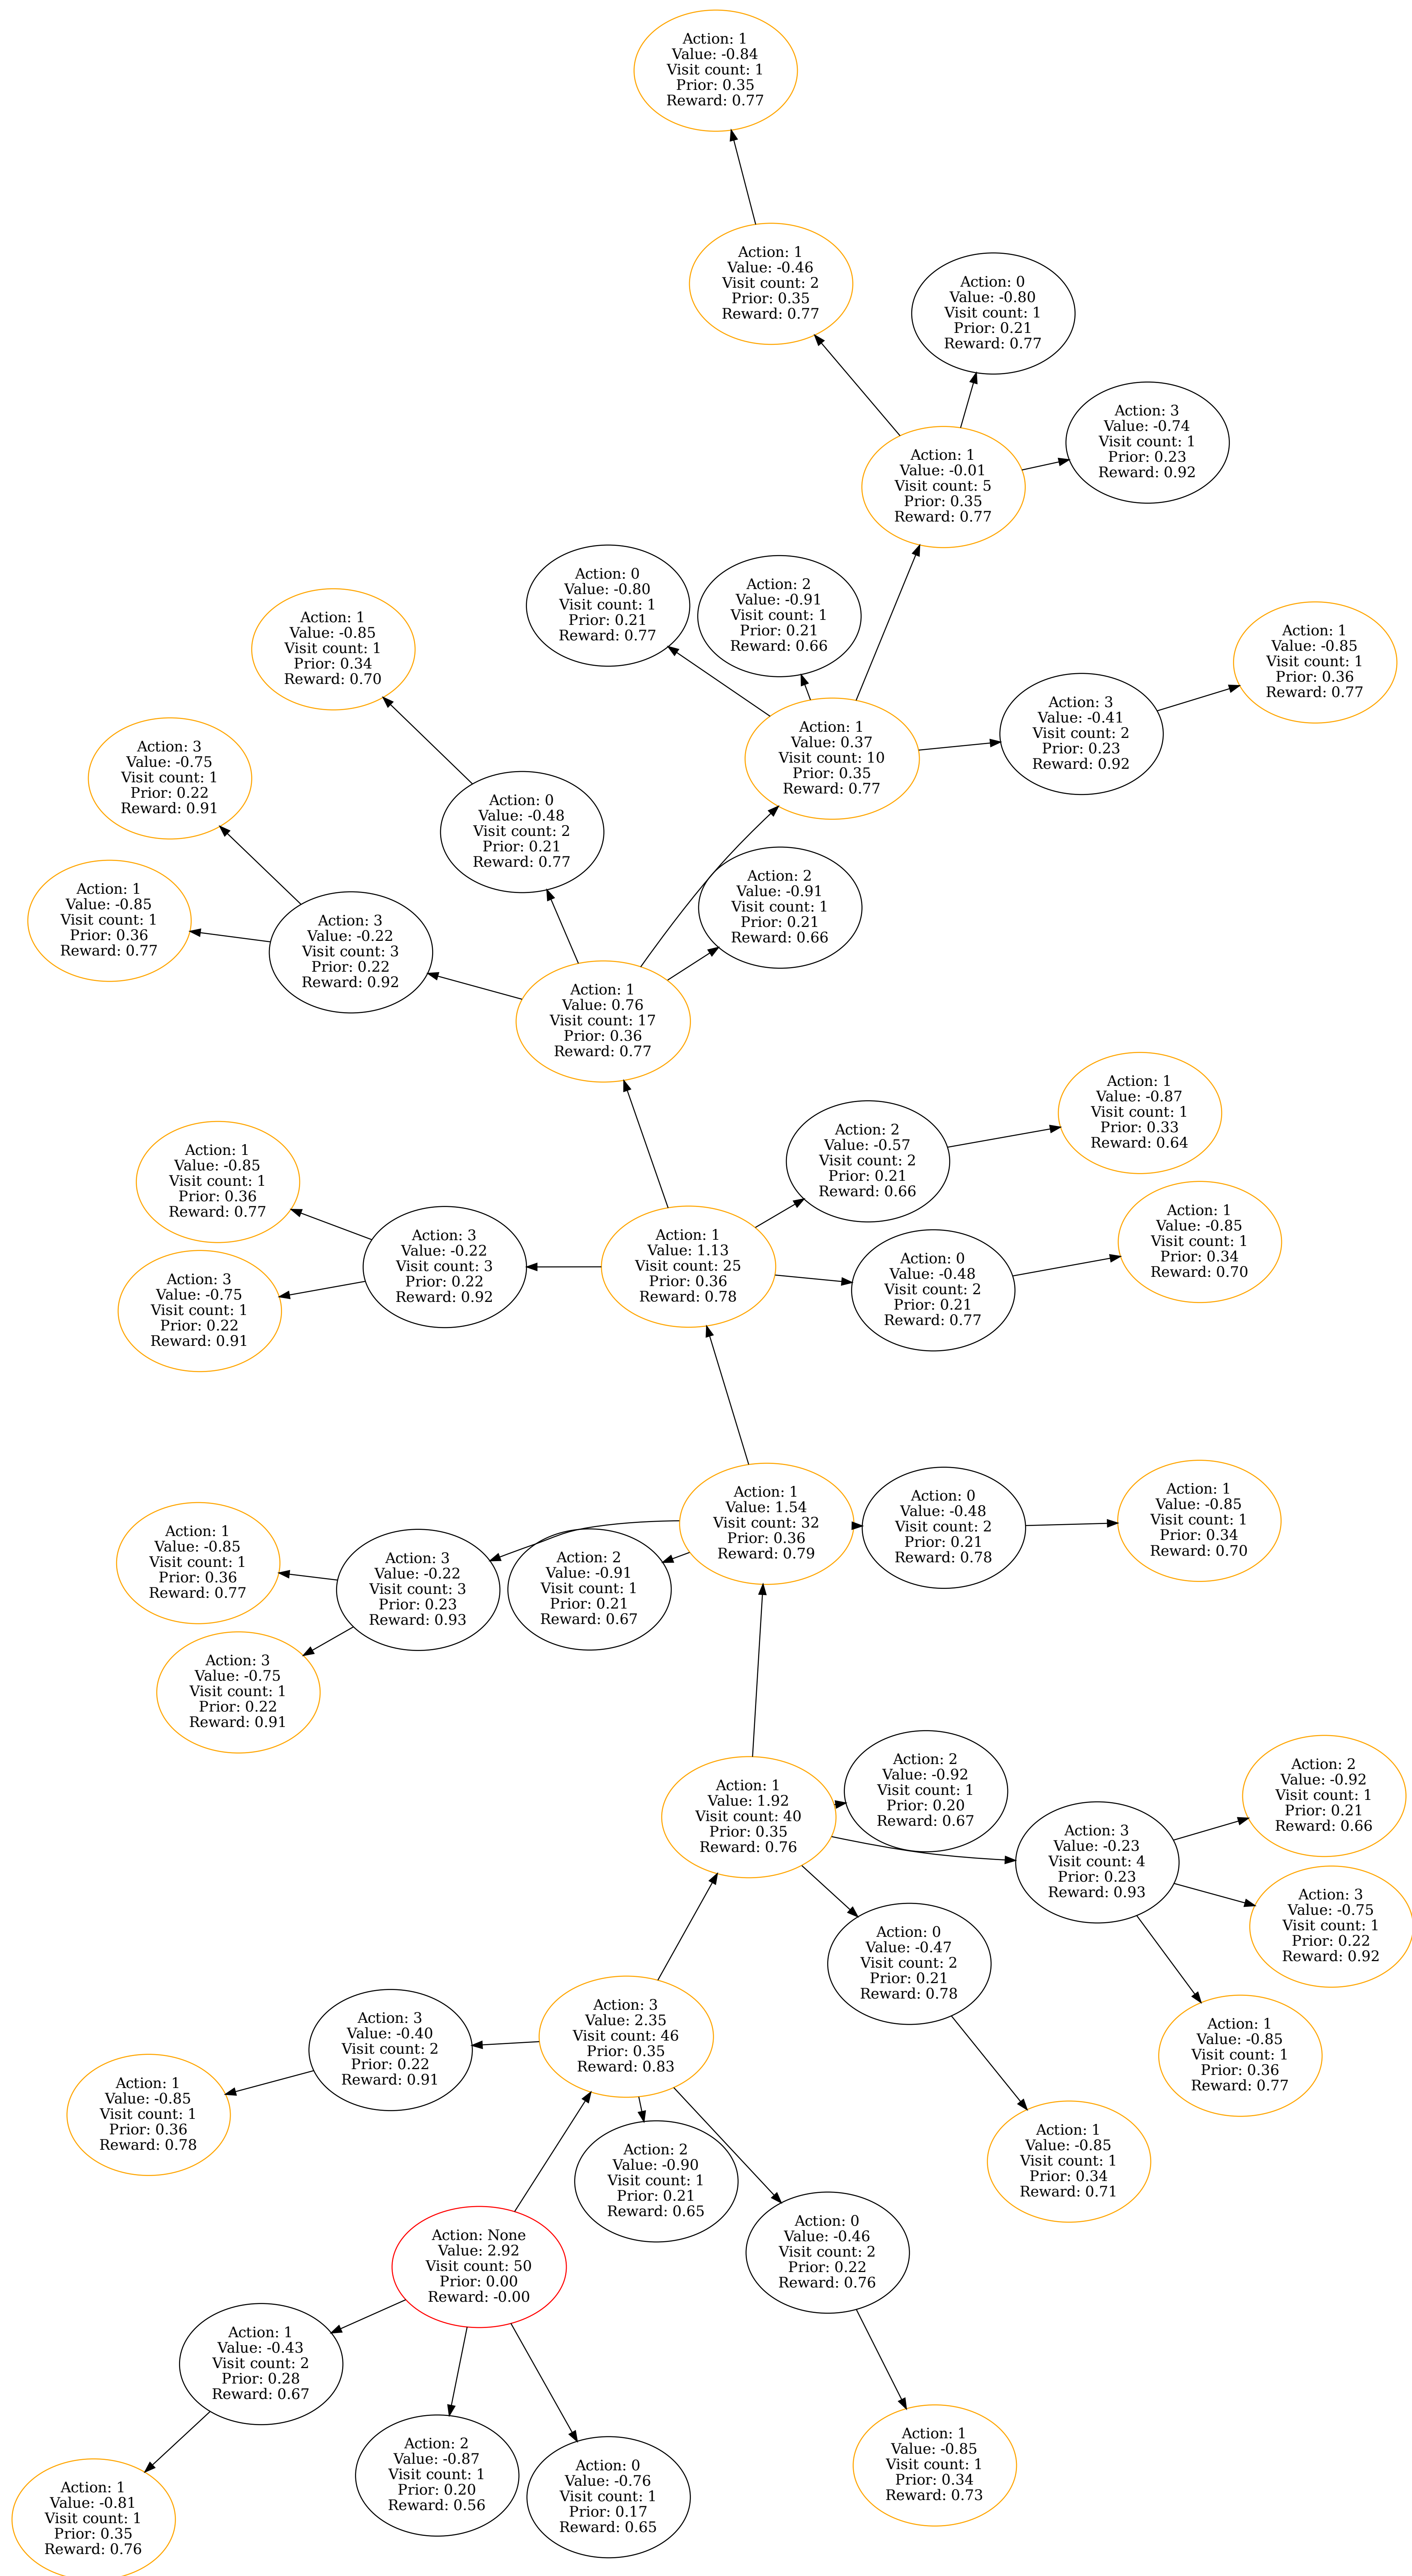 Action: 1
Value: -0.84
Visit count: 1
Prior: 0.35
Reward: 0.77
Action: 1
Value: -0.46
Visit count: 2
Prior: 0.35
Reward: 0.77
Action: 0
Value: -0.80
Visit count: 1
Prior: 0.21
Reward: 0.77
Action: 3
Value: -0.74
Visit count: 1
Prior: 0.23
Reward: 0.92
Action: 1
Value: -0.01
Visit count: 5
Prior: 0.35
Reward: 0.77
Action: 0
Value: -0.80
Visit count: 1
Prior: 0.21
Reward: 0.77
Action: 2
Value: -0.91
Visit count: 1
Prior: 0.21
Reward: 0.66
Action: 1
Value: -0.85
Visit count: 1
Prior: 0.34
Reward: 0.70
Action: 1
Value: -0.85
Visit count: 1
Prior: 0.36
Reward: 0.77
Action: 3
Value: -0.41
Visit count: 2
Prior: 0.23
Reward: 0.92
Action: 1
Value: 0.37
Visit count: 10
Prior: 0.35
Reward: 0.77
Action: 3
Value: -0.75
Visit count: 1
Prior: 0.22
Reward: 0.91
Action: 0
Value: -0.48
Visit count: 2
Prior: 0.21
Reward: 0.77
Action: 2
Value: -0.91
Visit count: 1
Prior: 0.21
Reward: 0.66
Action: 1
Value: -0.85
Visit count: 1
Prior: 0.36
Reward: 0.77
Action: 3
Value: -0.22
Visit count: 3
Prior: 0.22
Reward: 0.92
Action: 1
Value: 0.76
Visit count: 17
Prior: 0.36
Reward: 0.77
Action: 1
Value: -0.87
Visit count: 1
Prior: 0.33
Reward: 0.64
Action: 2
Value: -0.57
Visit count: 2
Prior: 0.21
Reward: 0.66
Action: 1
Value: -0.85
Visit count: 1
Prior: 0.36
Reward: 0.77
Action: 1
Value: -0.85
Visit count: 1
Prior: 0.34
Reward: 0.70
Action: 3
Value: -0.22
Visit count: 3
Prior: 0.22
Reward: 0.92
Action: 1
Value: 1.13
Visit count: 25
Prior: 0.36
Reward: 0.78
Action: 0
Value: -0.48
Visit count: 2
Prior: 0.21
Reward: 0.77
Action: 3
Value: -0.75
Visit count: 1
Prior: 0.22
Reward: 0.91
Action: 1
Value: 1.54
Visit count: 32
Prior: 0.36
Reward: 0.79
Action: 0
Value: -0.48
Visit count: 2
Prior: 0.21
Reward: 0.78
Action: 1
Value: -0.85
Visit count: 1
Prior: 0.34
Reward: 0.70
Action: 1
Value: -0.85
Visit count: 1
Prior: 0.36
Reward: 0.77
Action: 3
Value: -0.22
Visit count: 3
Prior: 0.23
Reward: 0.93
Action: 2
Value: -0.91
Visit count: 1
Prior: 0.21
Reward: 0.67
Action: 3
Value: -0.75
Visit count: 1
Prior: 0.22
Reward: 0.91
Action: 1
Value: 1.92
Visit count: 40
Prior: 0.35
Reward: 0.76
Action: 2
Value: -0.92
Visit count: 1
Prior: 0.20
Reward: 0.67
Action: 2
Value: -0.92
Visit count: 1
Prior: 0.21
Reward: 0.66
Action: 3
Value: -0.23
Visit count: 4
Prior: 0.23
Reward: 0.93
Action: 3
Value: -0.75
Visit count: 1
Prior: 0.22
Reward: 0.92
Action: 0
Value: -0.47
Visit count: 2
Prior: 0.21
Reward: 0.78
Action: 3
Value: 2.35
Visit count: 46
Prior: 0.35
Reward: 0.83
Action: 3
Value: -0.40
Visit count: 2
Prior: 0.22
Reward: 0.91
Action: 1
Value: -0.85
Visit count: 1
Prior: 0.36
Reward: 0.77
Action: 1
Value: -0.85
Visit count: 1
Prior: 0.36
Reward: 0.78
Action: 1
Value: -0.85
Visit count: 1
Prior: 0.34
Reward: 0.71
Action: 2
Value: -0.90
Visit count: 1
Prior: 0.21
Reward: 0.65
Action: None
Value: 2.92
Visit count: 50
Prior: 0.00
Reward: -0.00
Action: 0
Value: -0.46
Visit count: 2
Prior: 0.22
Reward: 0.76
Action: 1
Value: -0.43
Visit count: 2
Prior: 0.28
Reward: 0.67
Action: 2
Value: -0.87
Visit count: 1
Prior: 0.20
Reward: 0.56
Action: 0
Value: -0.76
Visit count: 1
Prior: 0.17
Reward: 0.65
Action: 1
Value: -0.85
Visit count: 1
Prior: 0.34
Reward: 0.73
Action: 1
Value: -0.81
Visit count: 1
Prior: 0.35
Reward: 0.76